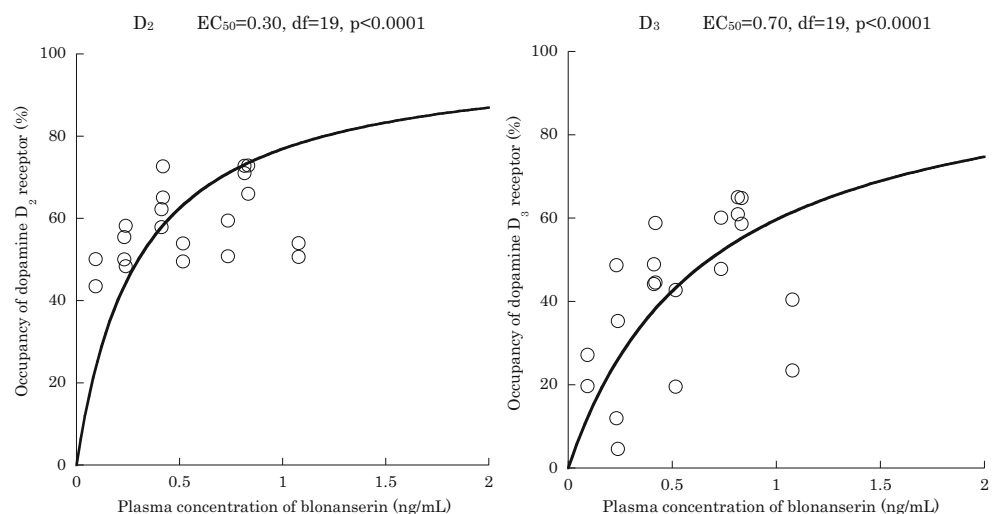 D₂ EC₅₀=0.30, df=19, p<0.0001
Occupancy of dopamine D₂ receptor (%)
100
80
60
40
20
0
0 0.5 1 1.5 2
Plasma concentration of blonanserin (ng/mL)
D₃ EC₅₀=0.70, df=19, p<0.0001
Occupancy of dopamine D₃ receptor (%)
100
80
60
40
20
0
0 0.5 1 1.5 2
Plasma concentration of blonanserin (ng/mL)